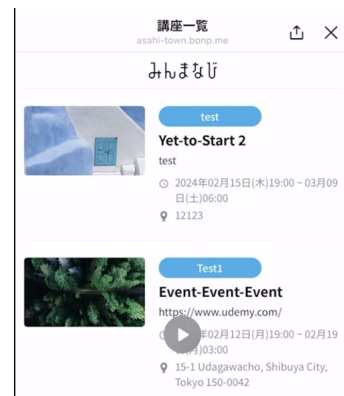 講座一覧
asahi-town.bonp.me
みんまなび
test
Yet-to-Start 2
test
2024年02月15日(木)19:00 ~ 03月09
日(土)06:00
12123
Test1
Event-Event-Event
https://www.udemy.com/
年02月12日(月)19:00 ~ 02月19
)03:00
15-1 Udagawacho, Shibuya City,
Tokyo 150-0042